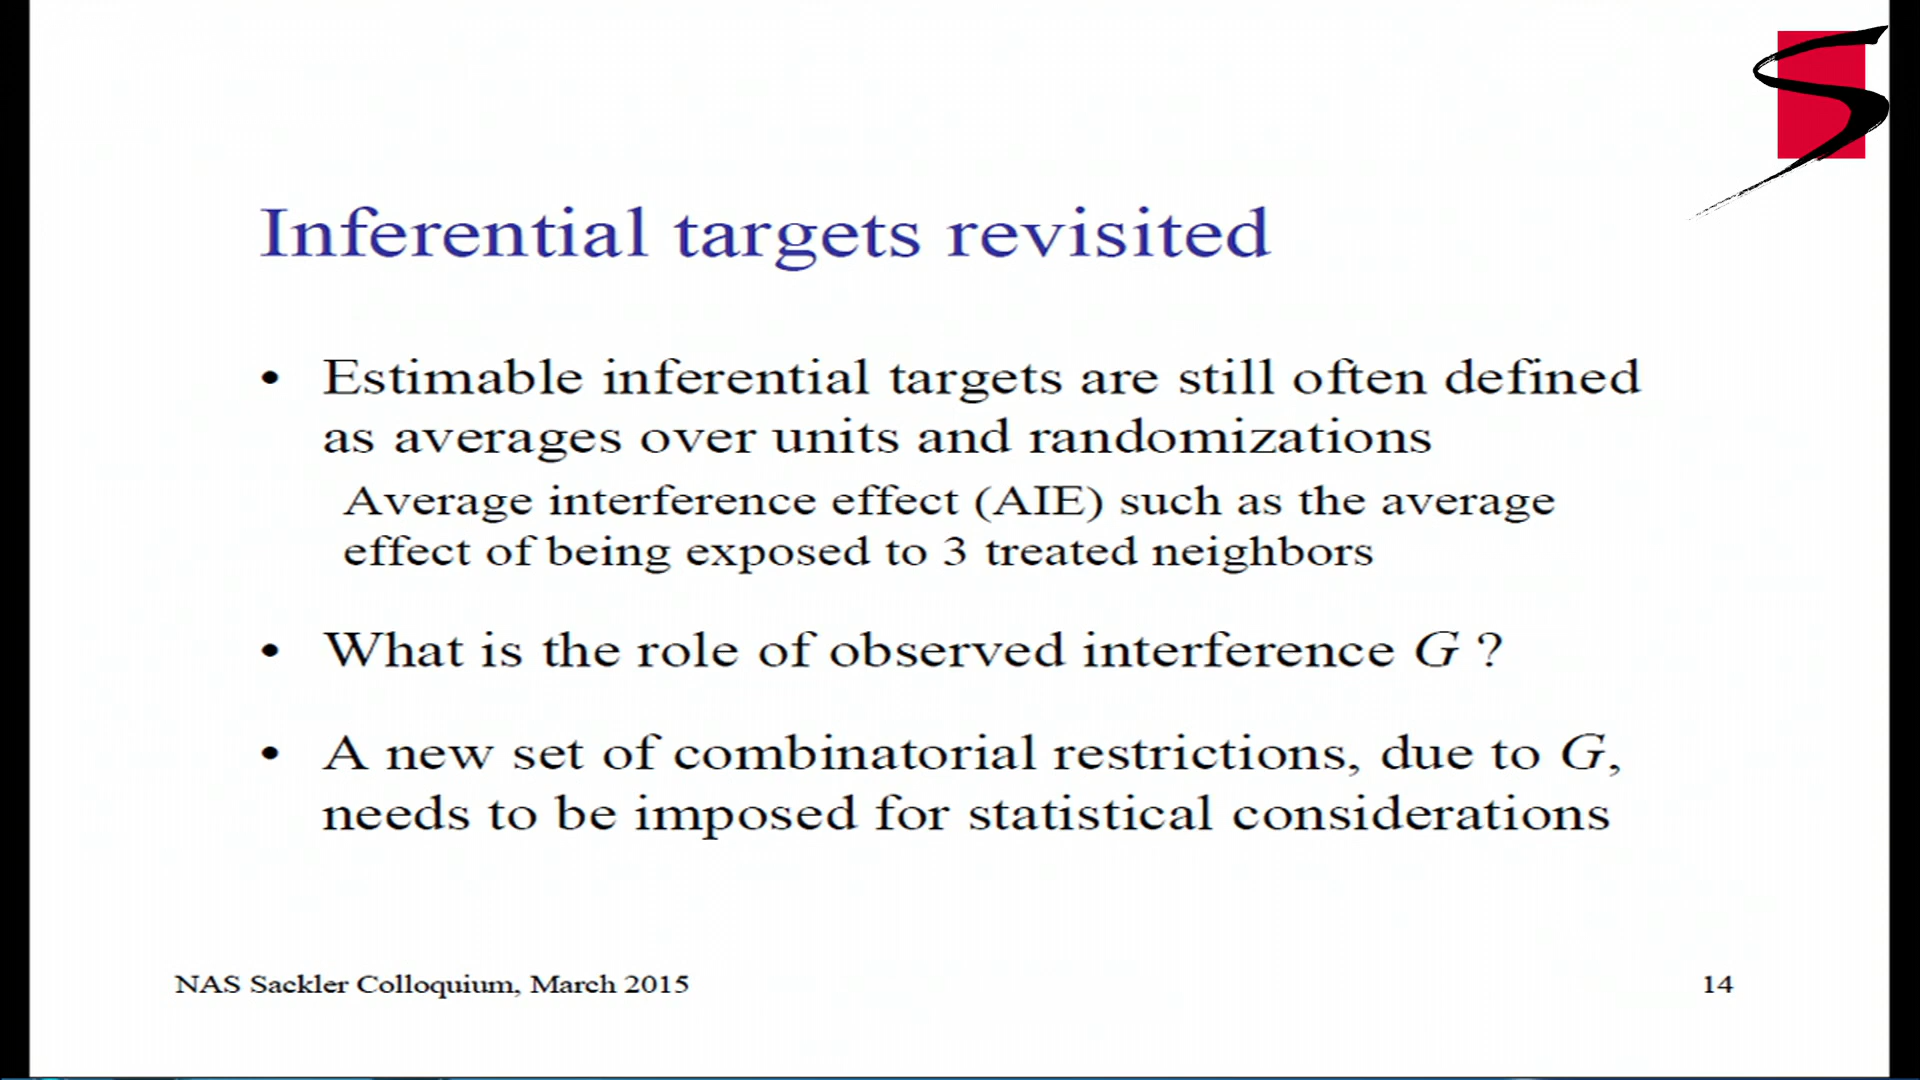 Inferential targets revisited
• Estimable inferential targets are still often defined
as averages over units and randomizations
Average interference effect (AIE) such as the average
effect of being exposed to 3 treated neighbors
• What is the role of observed interference G ?
• A new set of combinatorial restrictions, due to G,
needs to be imposed for statistical considerations
NAS Sackler Colloquium, March 2015
14